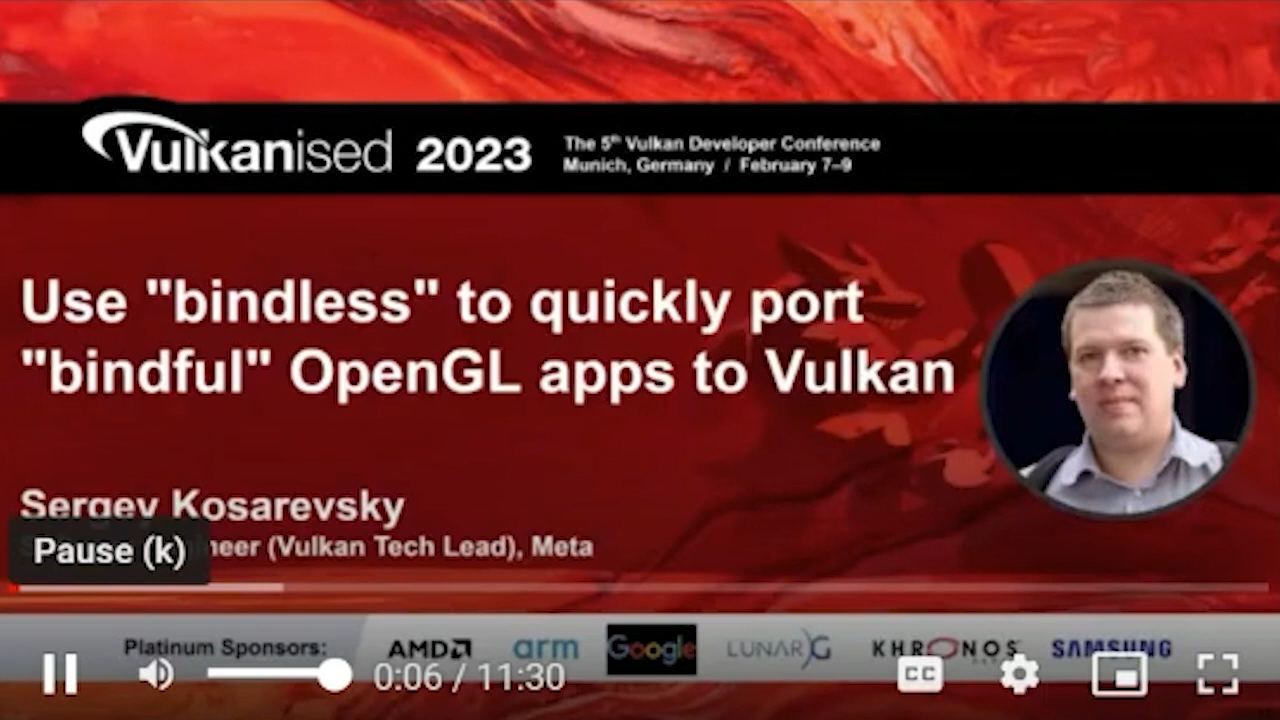 Vulkanised 2023
The 5th Vulkan Developer Conference
Munich, Germany / February 7–9
Use "bindless" to quickly port
"bindful" OpenGL apps to Vulkan
Sergey Kosarevsky
neer (Vulkan Tech Lead), Meta
Pause (k)
Platinum Sponsors: AMD arm Google LUNARG KHRONOS SAMSUNG
0:06 / 11:30 CC